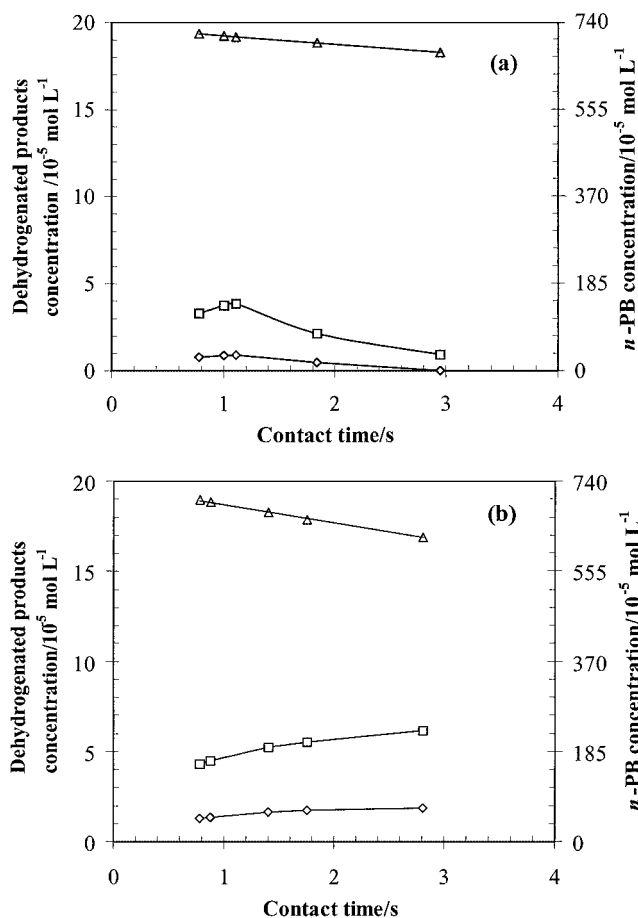 20
15
10
5
0
Dehydrogenated products
concentration /10⁻⁵ mol L⁻¹
(a)
740
555
370
185
0
n -PB concentration/10⁻⁵ mol L⁻¹
0 1 2 3 4
Contact time/s
20
15
10
5
0
Dehydrogenated products
concentration/10⁻⁵ mol L⁻¹
(b)
740
555
370
185
0
n -PB concentration/10⁻⁵ mol L⁻¹
0 1 2 3 4
Contact time/s